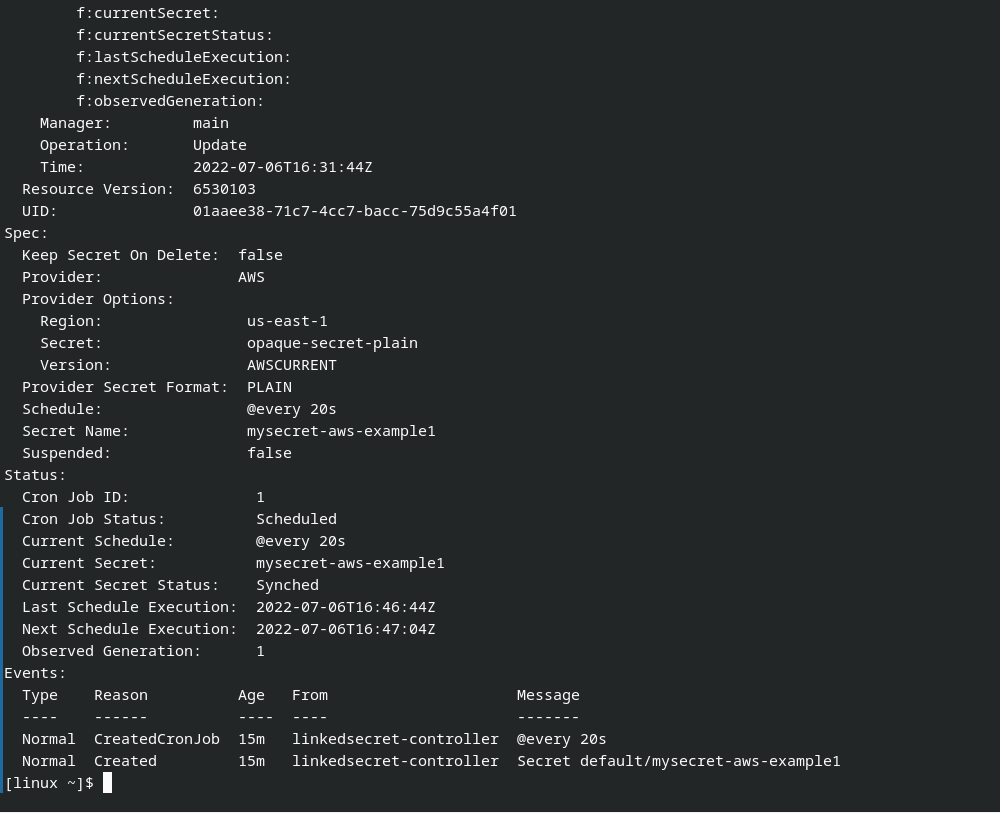 f:currentSecret:
        f:currentSecretStatus:
        f:lastScheduleExecution:
        f:nextScheduleExecution:
        f:observedGeneration:
    Manager:         main
    Operation:       Update
    Time:            2022-07-06T16:31:44Z
  Resource Version:  6530103
  UID:               01aaee38-71c7-4cc7-bacc-75d9c55a4f01
Spec:
  Keep Secret On Delete:  false
  Provider:               AWS
  Provider Options:
    Region:                us-east-1
    Secret:                opaque-secret-plain
    Version:               AWSCURRENT
  Provider Secret Format:  PLAIN
  Schedule:                @every 20s
  Secret Name:             mysecret-aws-example1
  Suspended:               false
Status:
  Cron Job ID:              1
  Cron Job Status:          Scheduled
  Current Schedule:         @every 20s
  Current Secret:           mysecret-aws-example1
  Current Secret Status:    Synched
  Last Schedule Execution:  2022-07-06T16:46:44Z
  Next Schedule Execution:  2022-07-06T16:47:04Z
  Observed Generation:      1
Events:
  Type    Reason          Age   From                     Message
  ----    ------          ----  ----                     -------
  Normal  CreatedCronJob  15m   linkedsecret-controller  @every 20s
  Normal  Created         15m   linkedsecret-controller  Secret default/mysecret-aws-example1
[linux ~]$